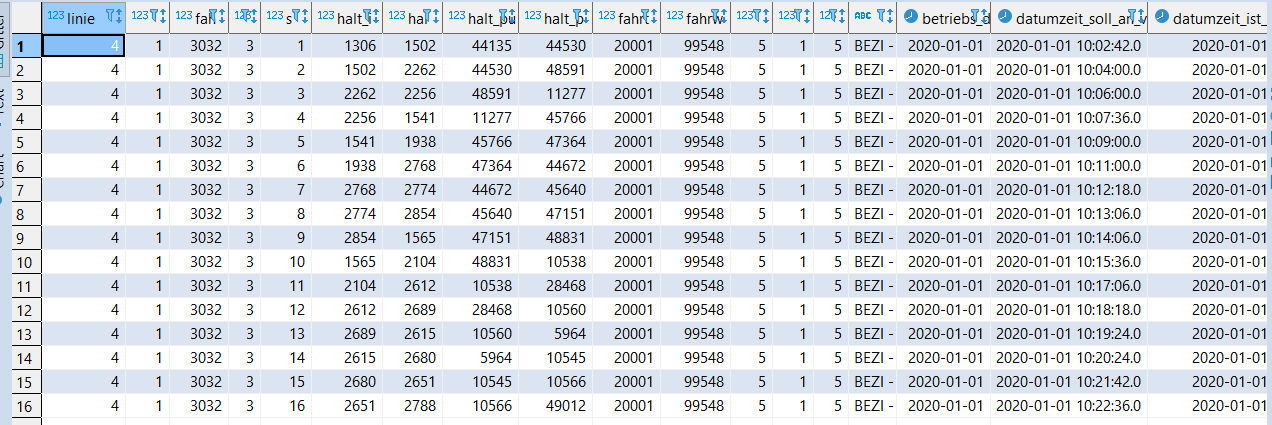 123 linie 123 123 fah 123 123 s 123 halt_ 123 hal 123 halt_pu 123 halt_p 123 fahrt 123 fahrw 123 123 123 ABC betriebs_d datumzeit_soll_an_v datumzeit_ist_
1 4 1 3032 3 1 1306 1502 44135 44530 20001 99548 5 1 5 BEZI - 2020-01-01 2020-01-01 10:02:42.0 2020-01-01
2 4 1 3032 3 2 1502 2262 44530 48591 20001 99548 5 1 5 BEZI - 2020-01-01 2020-01-01 10:04:00.0 2020-01-01
3 4 1 3032 3 3 2262 2256 48591 11277 20001 99548 5 1 5 BEZI - 2020-01-01 2020-01-01 10:06:00.0 2020-01-01
4 4 1 3032 3 4 2256 1541 11277 45766 20001 99548 5 1 5 BEZI - 2020-01-01 2020-01-01 10:07:36.0 2020-01-01
5 4 1 3032 3 5 1541 1938 45766 47364 20001 99548 5 1 5 BEZI - 2020-01-01 2020-01-01 10:09:00.0 2020-01-01
6 4 1 3032 3 6 1938 2768 47364 44672 20001 99548 5 1 5 BEZI - 2020-01-01 2020-01-01 10:11:00.0 2020-01-01
7 4 1 3032 3 7 2768 2774 44672 45640 20001 99548 5 1 5 BEZI - 2020-01-01 2020-01-01 10:12:18.0 2020-01-01
8 4 1 3032 3 8 2774 2854 45640 47151 20001 99548 5 1 5 BEZI - 2020-01-01 2020-01-01 10:13:06.0 2020-01-01
9 4 1 3032 3 9 2854 1565 47151 48831 20001 99548 5 1 5 BEZI - 2020-01-01 2020-01-01 10:14:06.0 2020-01-01
10 4 1 3032 3 10 1565 2104 48831 10538 20001 99548 5 1 5 BEZI - 2020-01-01 2020-01-01 10:15:36.0 2020-01-01
11 4 1 3032 3 11 2104 2612 10538 28468 20001 99548 5 1 5 BEZI - 2020-01-01 2020-01-01 10:17:06.0 2020-01-01
12 4 1 3032 3 12 2612 2689 28468 10560 20001 99548 5 1 5 BEZI - 2020-01-01 2020-01-01 10:18:18.0 2020-01-01
13 4 1 3032 3 13 2689 2615 10560 5964 20001 99548 5 1 5 BEZI - 2020-01-01 2020-01-01 10:19:24.0 2020-01-01
14 4 1 3032 3 14 2615 2680 5964 10545 20001 99548 5 1 5 BEZI - 2020-01-01 2020-01-01 10:20:24.0 2020-01-01
15 4 1 3032 3 15 2680 2651 10545 10566 20001 99548 5 1 5 BEZI - 2020-01-01 2020-01-01 10:21:42.0 2020-01-01
16 4 1 3032 3 16 2651 2788 10566 49012 20001 99548 5 1 5 BEZI - 2020-01-01 2020-01-01 10:22:36.0 2020-01-01